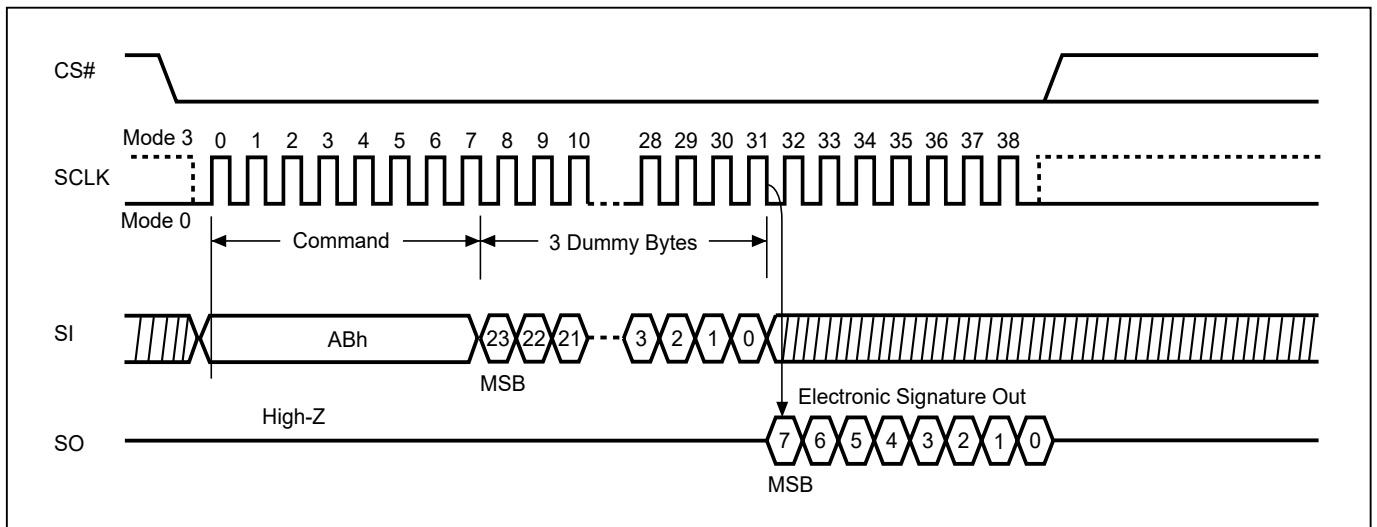 CS#
Mode 3 0 1 2 3 4 5 6 7 8 9 10 28 29 30 31 32 33 34 35 36 37 38
SCLK
Mode 0
Command 3 Dummy Bytes
SI ABh 23 22 21 3 2 1 0
MSB
Electronic Signature Out
High-Z
SO 7 6 5 4 3 2 1 0
MSB